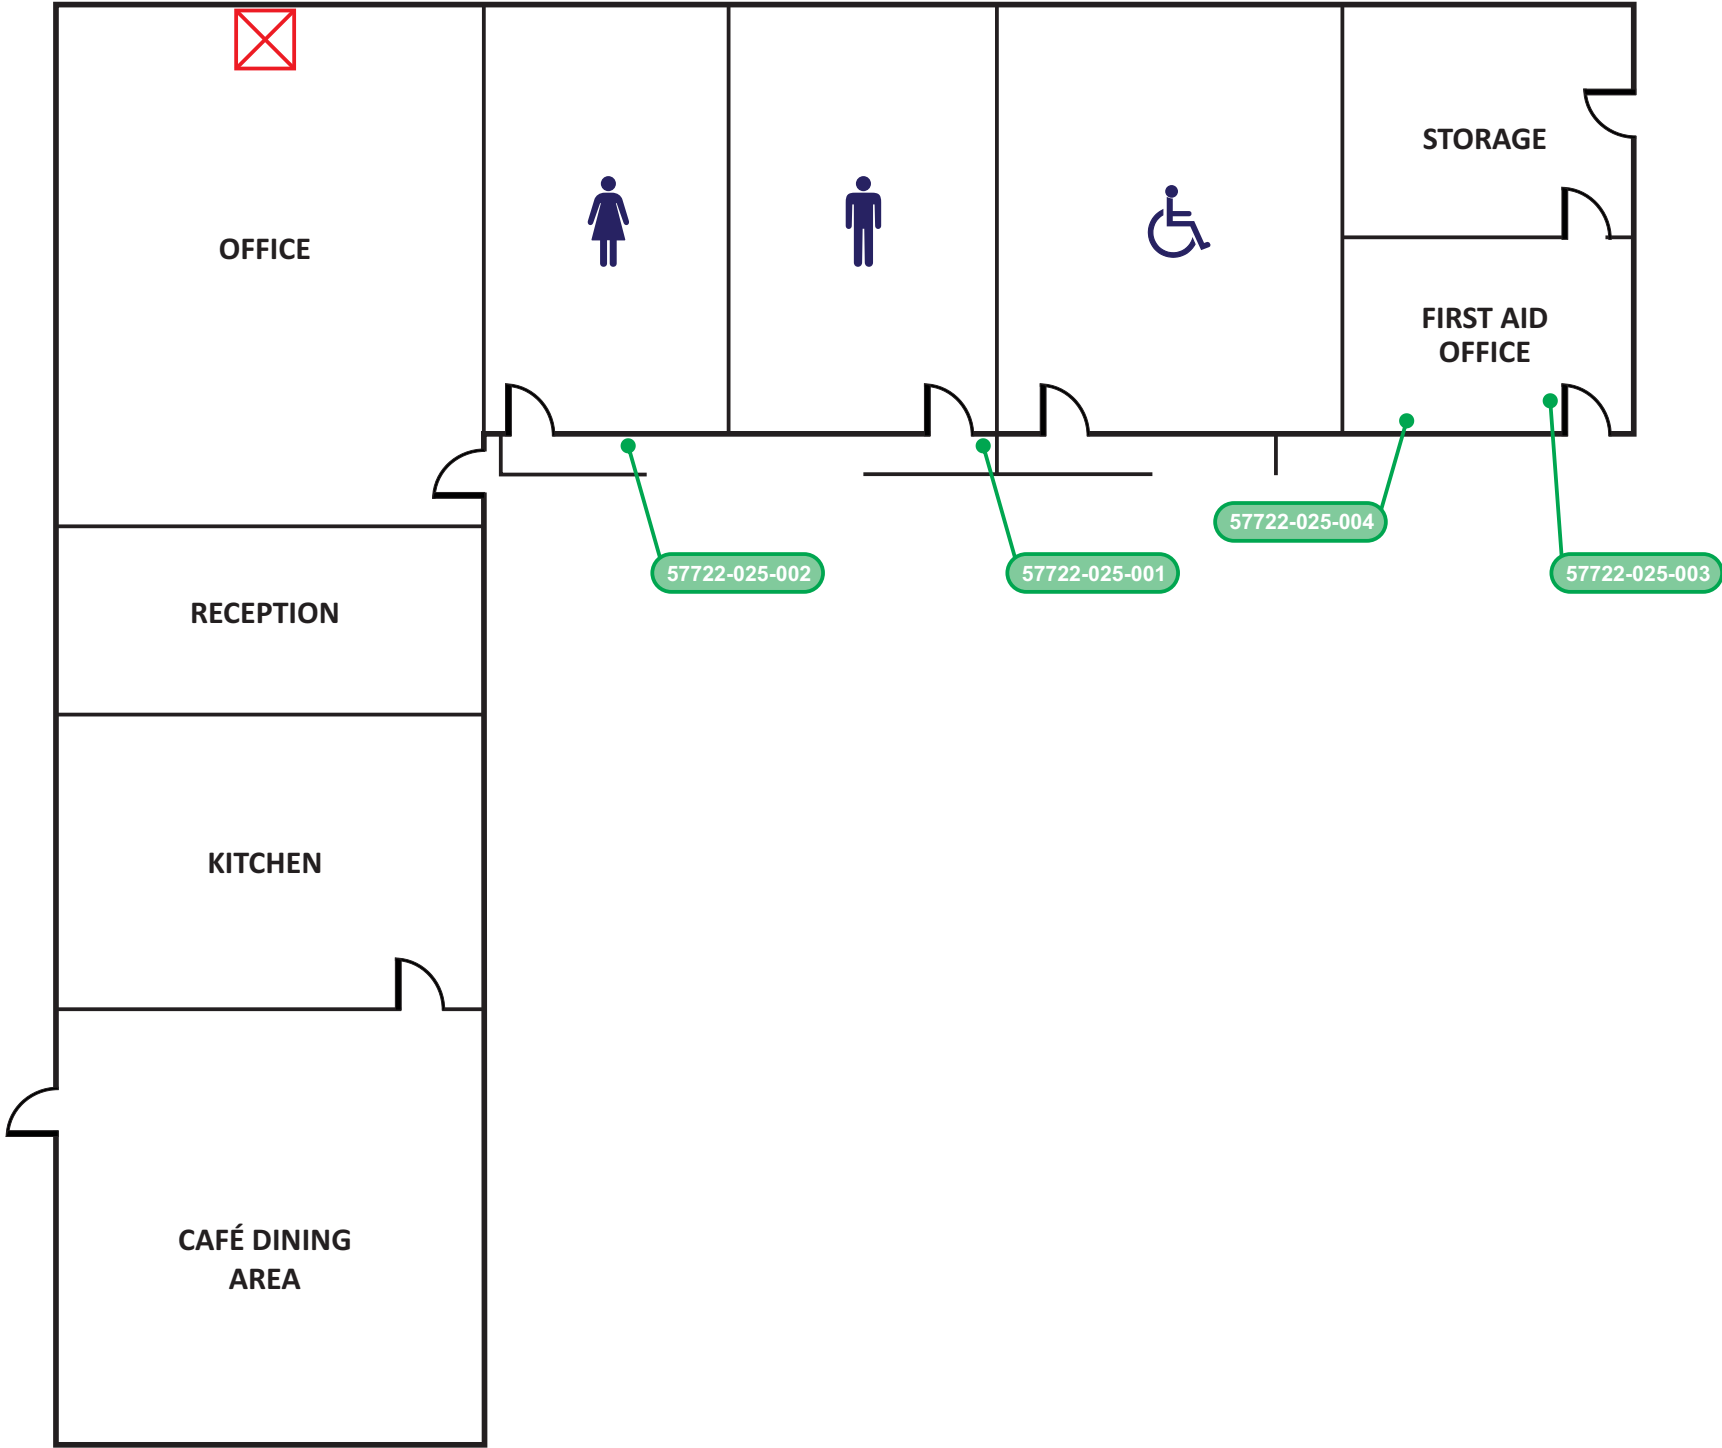 STORAGE
OFFICE
FIRST AID
OFFICE
57722-025-004
57722-025-002
57722-025-001
57722-025-003
RECEPTION
KITCHEN
CAFÉ DINING
AREA